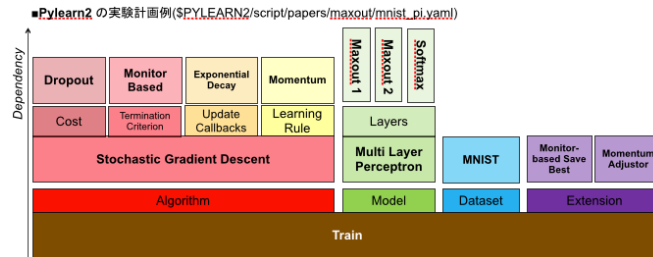 ■Pylearn2 の実験計画例($PYLEARN2/script/papers/maxout/mnist_pi.yaml)
Dependency
Dropout
Monitor
Based
Exponential
Decay
Momentum
Maxout 1
Maxout 2
Softmax
Cost
Termination
Criterion
Update
Callbacks
Learning
Rule
Layers
Stochastic Gradient Descent
Multi Layer
Perceptron
MNIST
Monitor-
based Save
Best
Momentum
Adjustor
Algorithm
Model
Dataset
Extension
Train